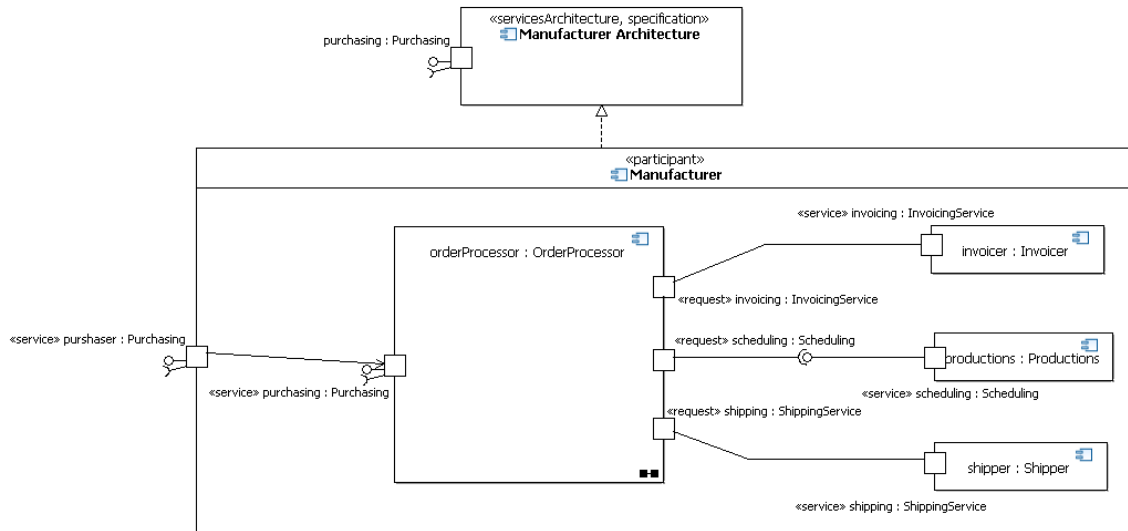 «servicesArchitecture, specification»
Manufacturer Architecture
purchasing : Purchasing
«participant»
Manufacturer
«service» invoicing : InvoicingService
orderProcessor : OrderProcessor
invoicer : Invoicer
«request» invoicing : InvoicingService
«service» purshaser : Purchasing
«request» scheduling : Scheduling
productions : Productions
«service» purchasing : Purchasing
«service» scheduling : Scheduling
«request» shipping : ShippingService
shipper : Shipper
«service» shipping : ShippingService